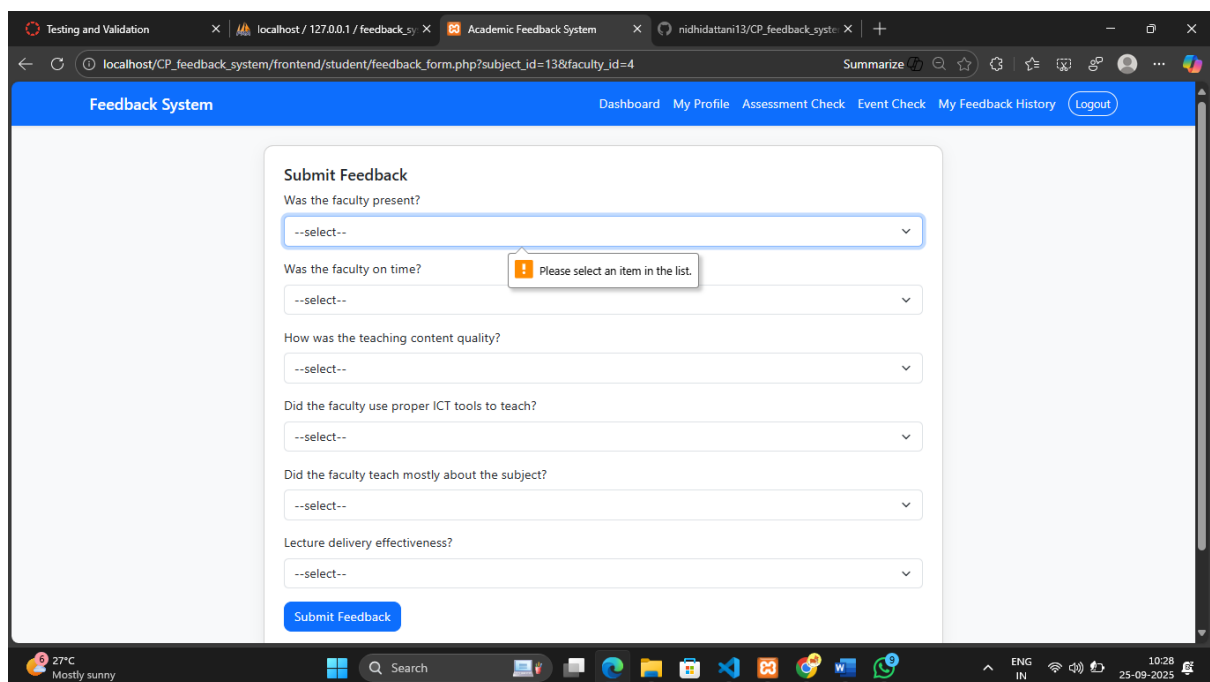 Testing and Validation
localhost / 127.0.0.1 / feedback_sy
Academic Feedback System
nidhidattani13/CP_feedback_syste
localhost/CP_feedback_system/frontend/student/feedback_form.php?subject_id=13&faculty_id=4
Summarize
Feedback System
Dashboard My Profile Assessment Check Event Check My Feedback History Logout
Submit Feedback
Was the faculty present?
--select--
Please select an item in the list.
Was the faculty on time?
--select--
How was the teaching content quality?
--select--
Did the faculty use proper ICT tools to teach?
--select--
Did the faculty teach mostly about the subject?
--select--
Lecture delivery effectiveness?
--select--
Submit Feedback
6
27°C
Mostly sunny
Search
9
ENG
IN
10:28
25-09-2025